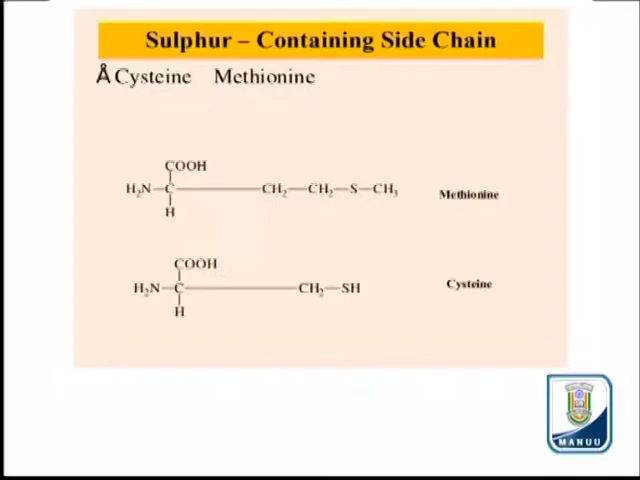 Sulphur – Containing Side Chain
Å Cysteine Methionine
COOH
H₂N—C—CH₂—CH₂—S—CH₃ Methionine
H
COOH
H₂N—C—CH₂—SH Cysteine
H
MANUU